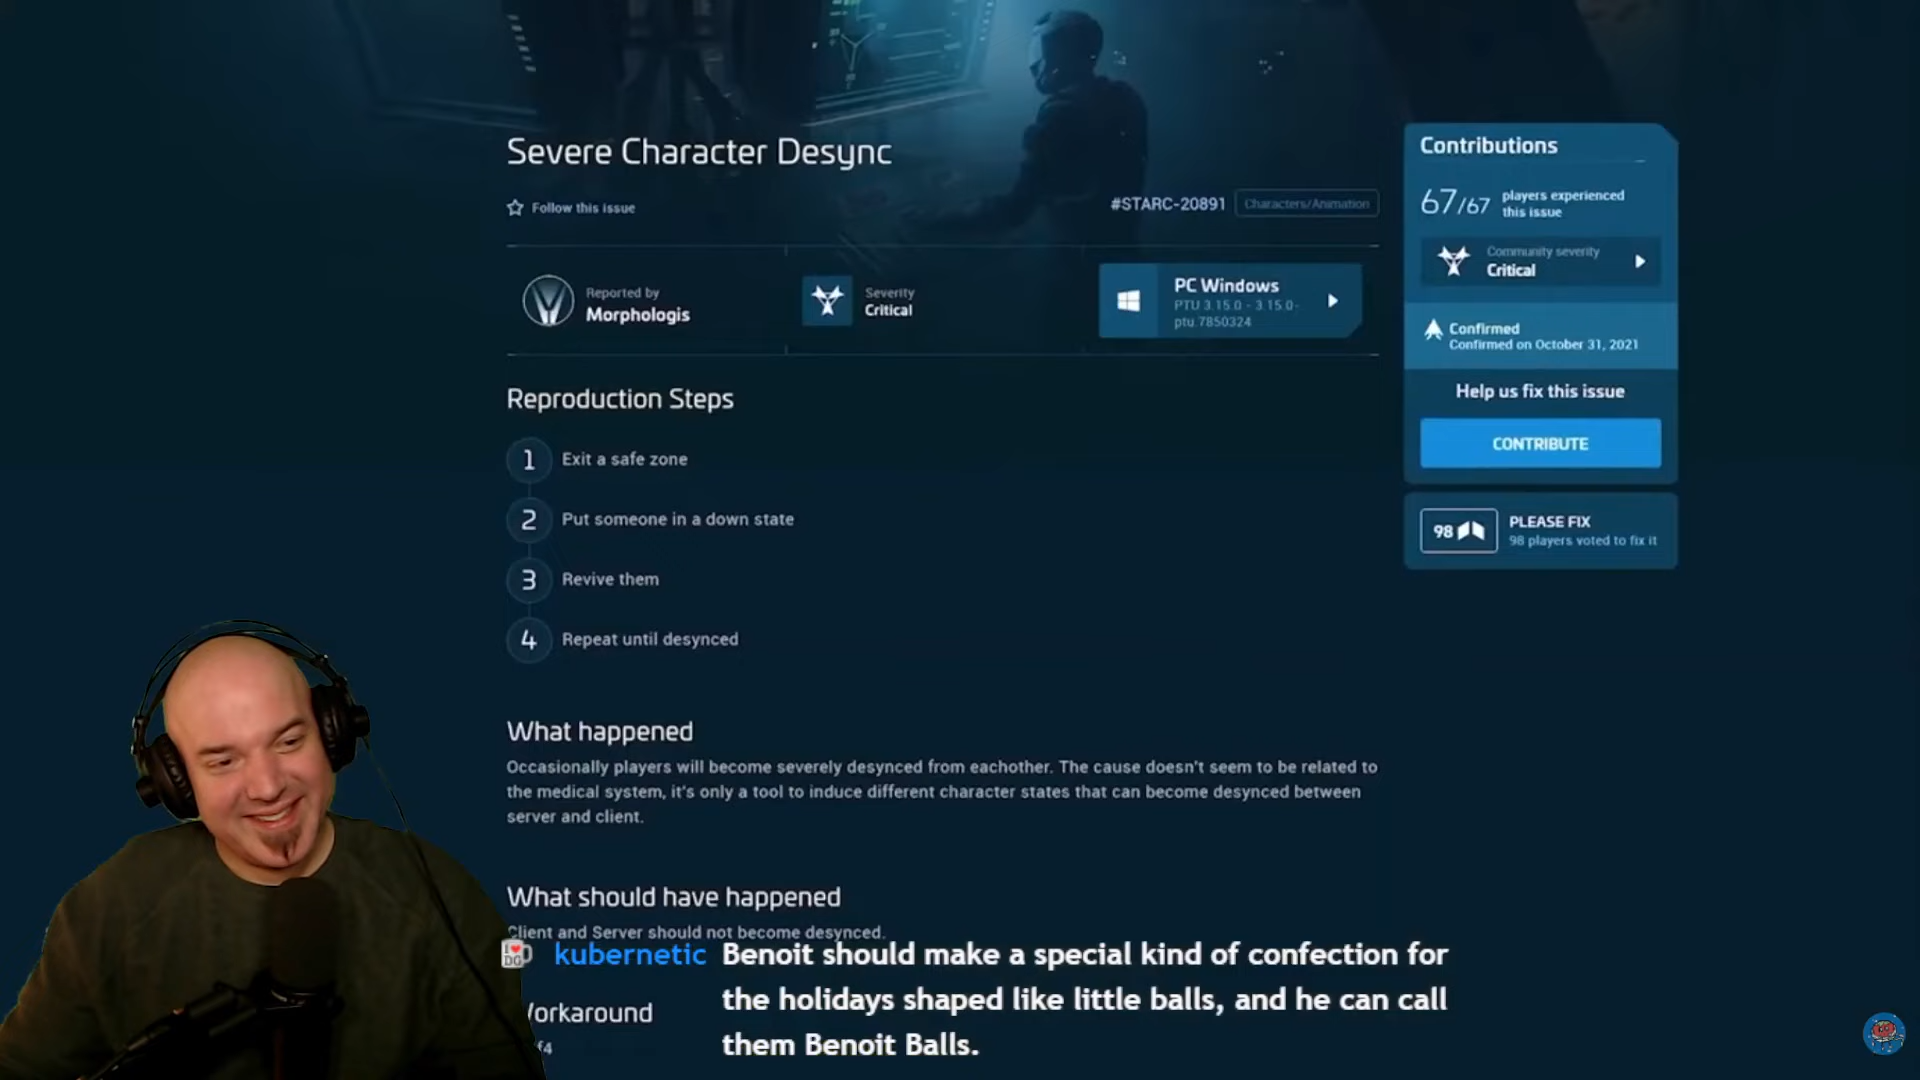 Severe Character Desync
Follow this issue
#STARC-20891
Characters/Animation
Reported by
Morphologis
Severity
Critical
PC Windows
PTU 3.15.0 - 3.15.0-
ptu.7850324
Reproduction Steps
1 Exit a safe zone
2 Put someone in a down state
3 Revive them
4 Repeat until desynced
What happened
Occasionally players will become severely desynced from eachother. The cause doesn't seem to be related to
the medical system, it's only a tool to induce different character states that can become desynced between
server and client.
What should have happened
Client and Server should not become desynced.
Workaround
f4
Contributions
67/67 players experienced
this issue
Community severity
Critical
Confirmed
Confirmed on October 31, 2021
Help us fix this issue
CONTRIBUTE
98 PLEASE FIX
98 players voted to fix it
I ♥
DG
kubernetic Benoit should make a special kind of confection for
the holidays shaped like little balls, and he can call
them Benoit Balls.